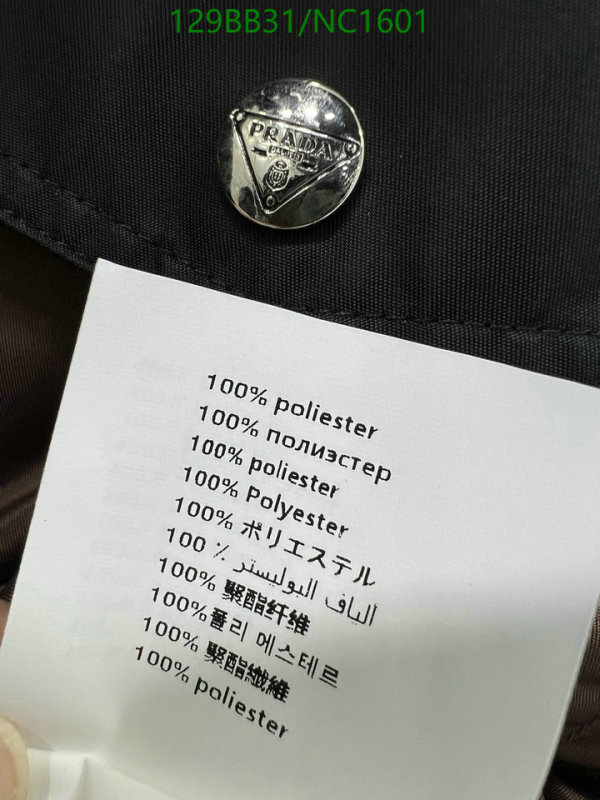 129BB31/NC1601
PRADA
100% poliester
100% полиэстер
100% poliester
100% Polyester
100% ポリエステル
100 ٪ ألياف البوليستر
100% 聚酯纤维
100%폴리 에스테르
100% 聚酯纖維
100% poliester